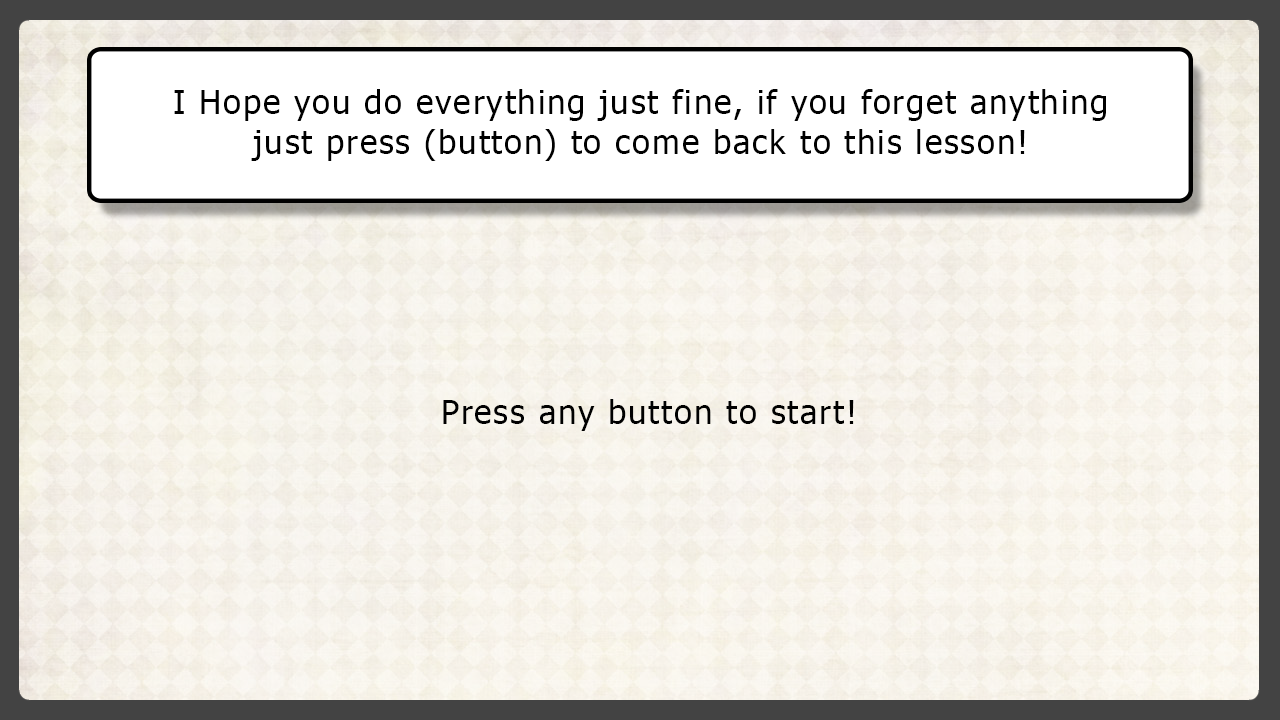 I Hope you do everything just fine, if you forget anything
just press (button) to come back to this lesson!
Press any button to start!